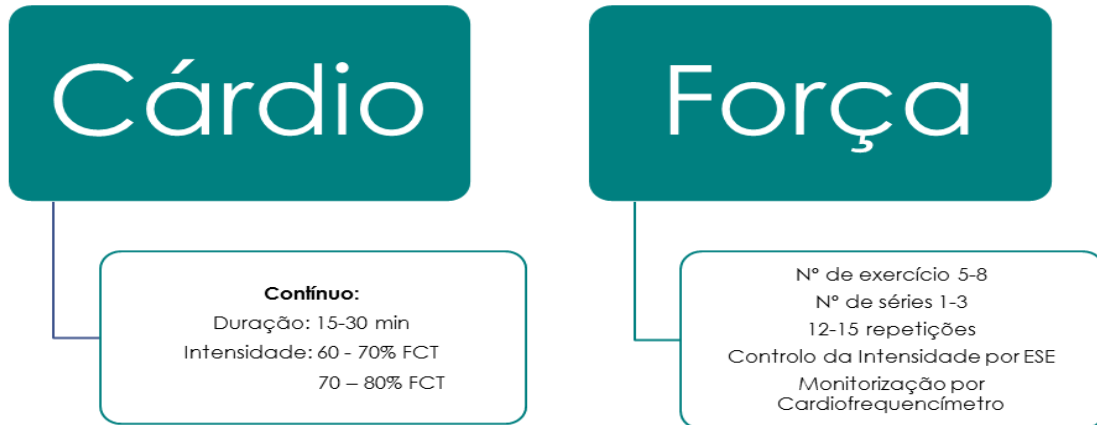 Cárdio
Contínuo:
Duração: 15-30 min
Intensidade: 60 - 70% FCT
70 – 80% FCT
Força
Nº de exercício 5-8
Nº de séries 1-3
12-15 repetições
Controlo da Intensidade por ESE
Monitorização por
Cardiofrequencímetro